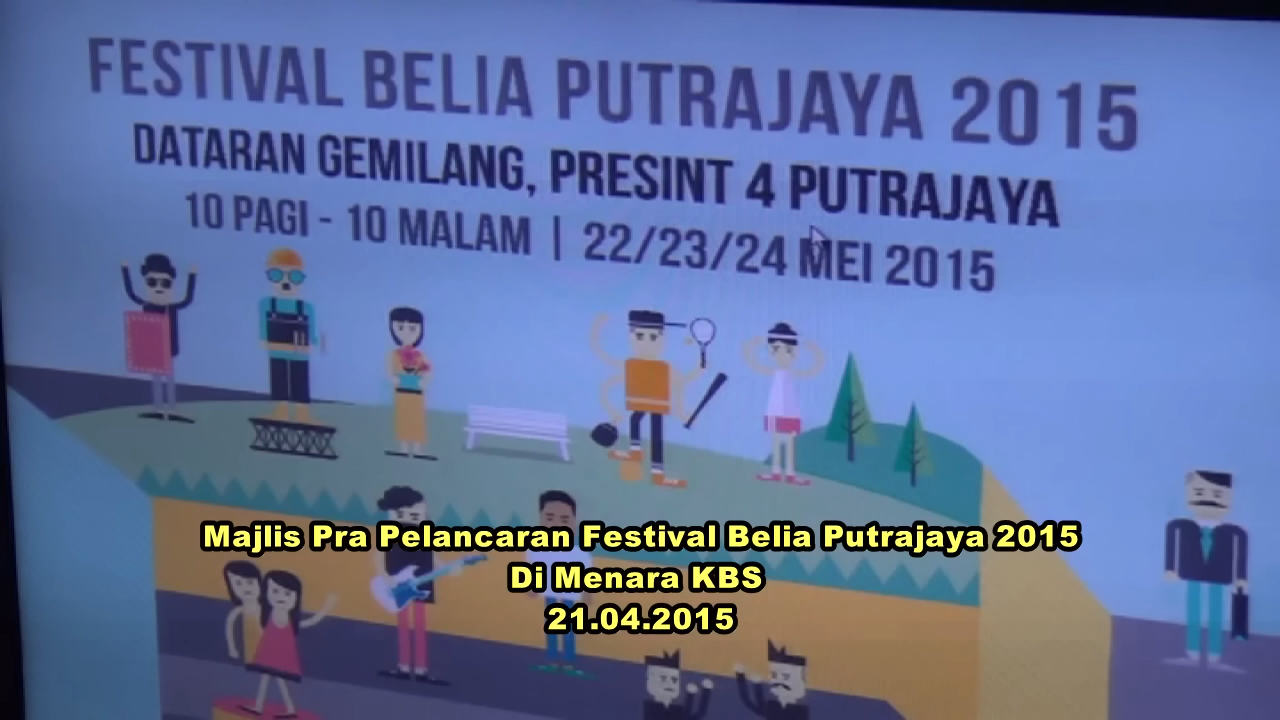 FESTIVAL BELIA PUTRAJAYA 2015
DATARAN GEMILANG, PRESINT 4 PUTRAJAYA
10 PAGI - 10 MALAM | 22/23/24 MEI 2015
Majlis Pra Pelancaran Festival Belia Putrajaya 2015
Di Menara KBS
21.04.2015